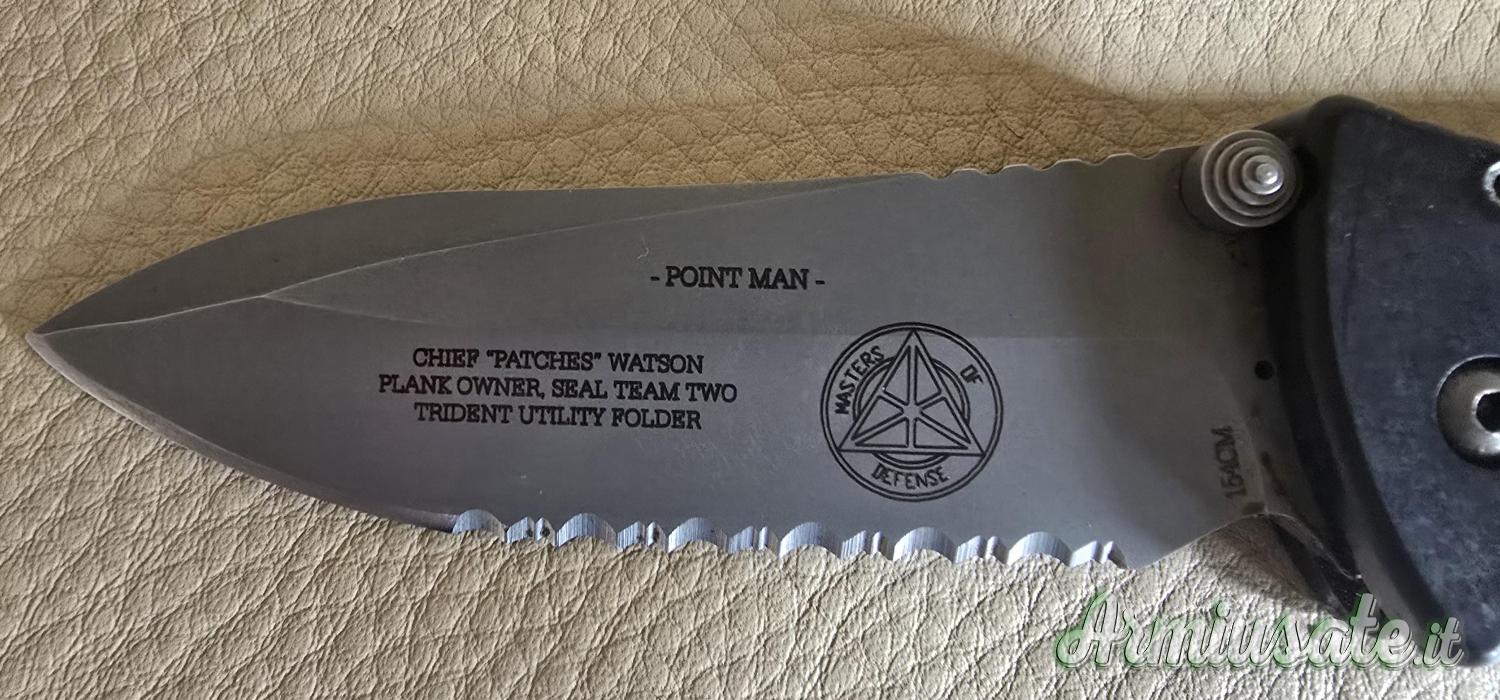 - POINT MAN -
CHIEF "PATCHES" WATSON
PLANK OWNER, SEAL TEAM TWO
TRIDENT UTILITY FOLDER
MASTERS OF
DEFENSE
154CM
Armiusate.it